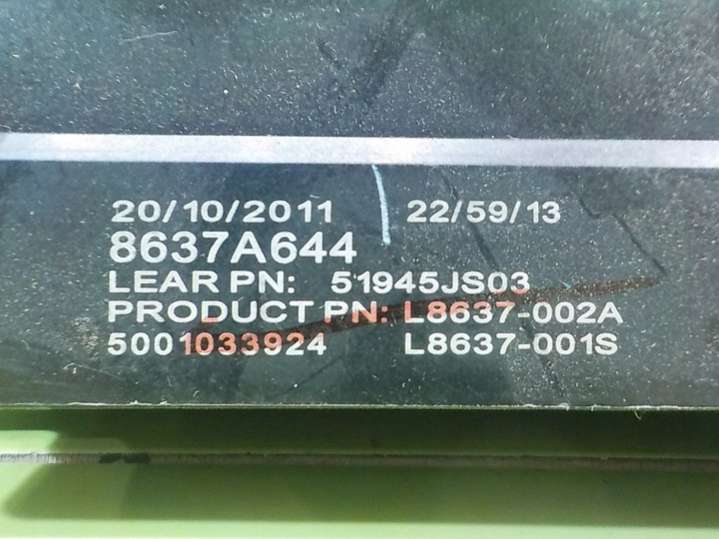 20/10/2011 22/59/13
8637A644
LEAR PN: 51945JS03
PRODUCT PN: L8637-002A
5001033924 L8637-001S